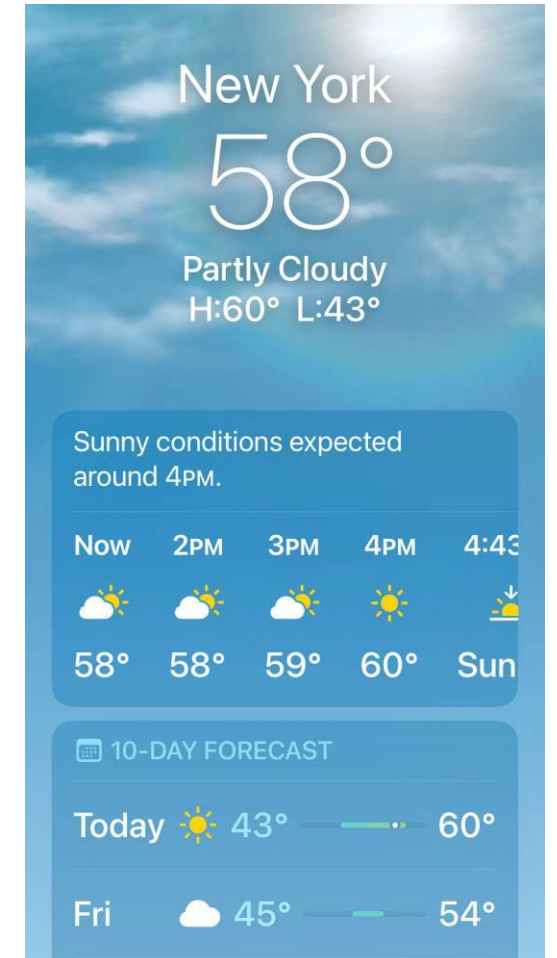 New York
58°
Partly Cloudy
H:60° L:43°
Sunny conditions expected
around 4PM.
Now 2PM 3PM 4PM 4:43
58° 58° 59° 60° Sun
10-DAY FORECAST
Today 43° 60°
Fri 45° 54°